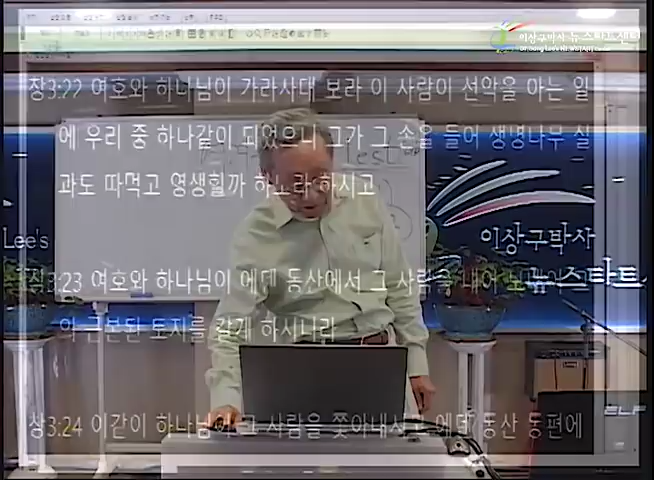 이상구박사 뉴스타트센터
창3:22 여호와 하나님이 가라사대 보라 이 사람이 선악을 아는 일
에 우리 중 하나같이 되었으니 그가 그 손을 들어 생명나무 실
과도 따먹고 영생할까 하노라 하시고
Lee's
이상구박사
창3:23 여호와 하나님이 에덴 동산에서 그 사람을 내어
뉴스타트
의 근본된 토지를 갈게 하시니라
창3:24 이같이 하나님이 그 사람을 쫓아내시고 에덴 동산 동편에